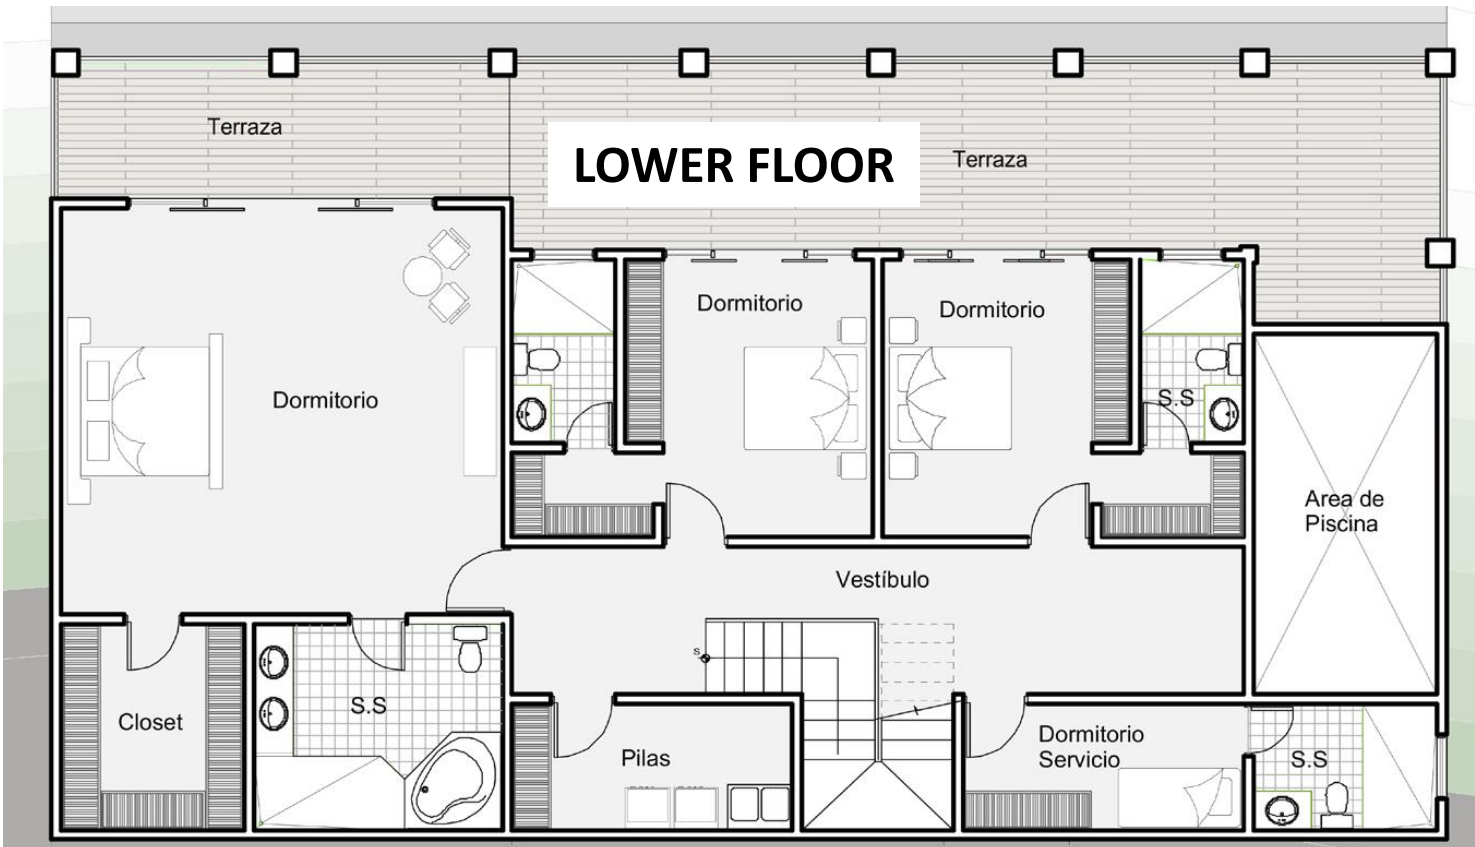 Terraza
LOWER FLOOR
Terraza
Dormitorio
Dormitorio
Dormitorio
S.S
Area de
Piscina
Vestíbulo
S
Closet
S.S
Pilas
Dormitorio
Servicio
S.S